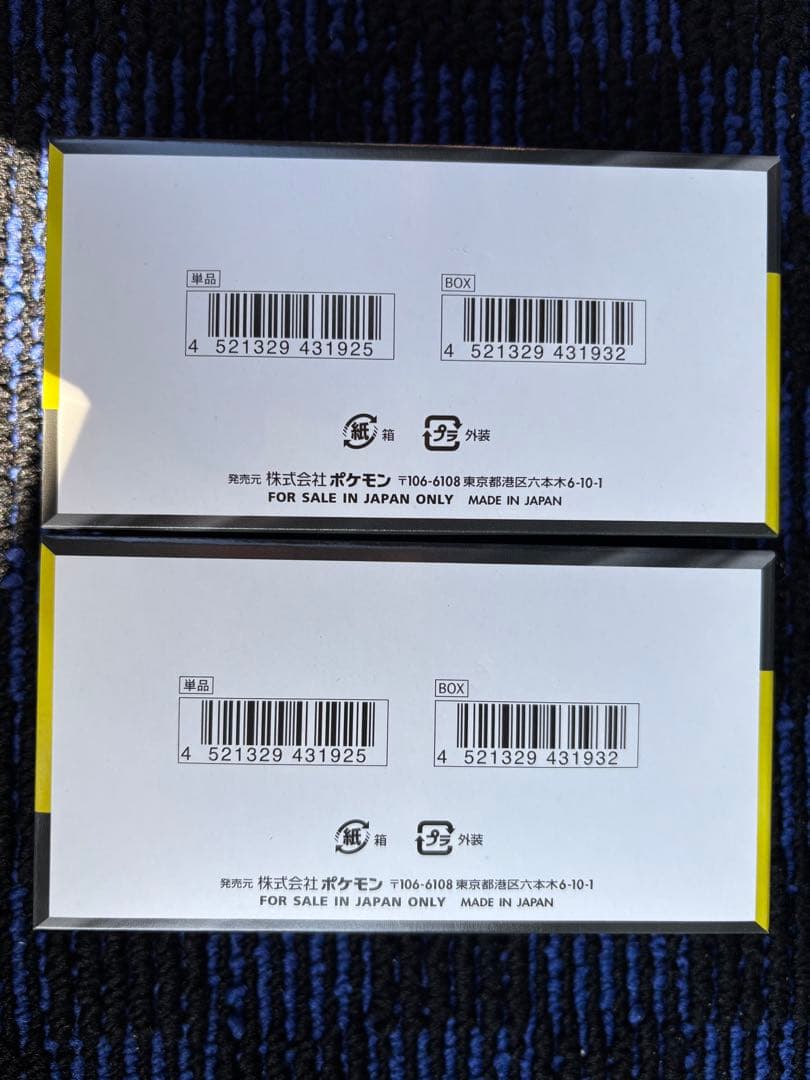 単品
BOX
4 521329 431925
4 521329 431932
紙 箱 プラ 外装
発売元 株式会社 ポケモン 〒106-6108 東京都港区六本木6-10-1
FOR SALE IN JAPAN ONLY MADE IN JAPAN
単品
BOX
4 521329 431925
4 521329 431932
紙 箱 プラ 外装
発売元 株式会社 ポケモン 〒106-6108 東京都港区六本木6-10-1
FOR SALE IN JAPAN ONLY MADE IN JAPAN